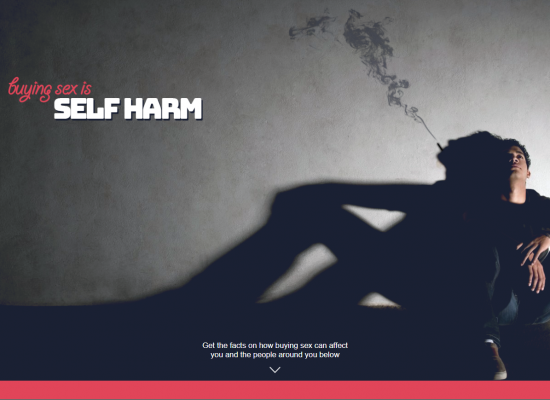 buying sex is
SELF HARM
Get the facts on how buying sex can affect
you and the people around you below